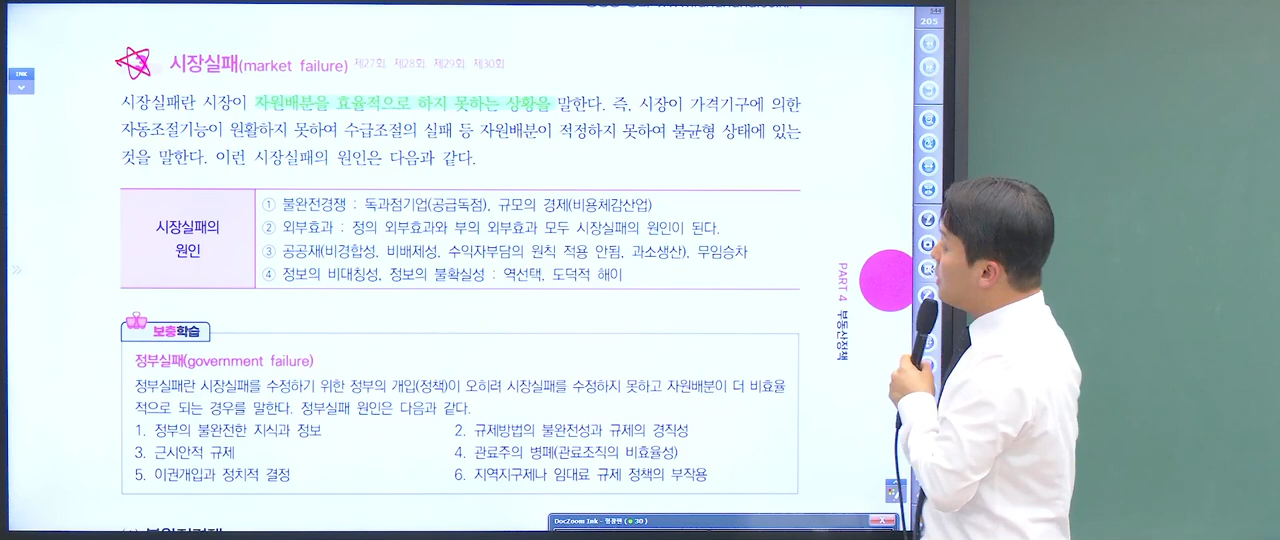 544
205
INK
3 시장실패(market failure) 제27회 제28회 제29회 제30회
시장실패란 시장이 자원배분을 효율적으로 하지 못하는 상황을 말한다. 즉, 시장이 가격기구에 의한
자동조절기능이 원활하지 못하여 수급조절의 실패 등 자원배분이 적정하지 못하여 불균형 상태에 있는
것을 말한다. 이런 시장실패의 원인은 다음과 같다.
시장실패의
원인
① 불완전경쟁 : 독과점기업(공급독점), 규모의 경제(비용체감산업)
② 외부효과 : 정의 외부효과와 부의 외부효과 모두 시장실패의 원인이 된다.
③ 공공재(비경합성, 비배제성, 수익자부담의 원칙 적용 안됨, 과소생산), 무임승차
④ 정보의 비대칭성, 정보의 불확실성 : 역선택, 도덕적 해이
PART 4 부동산정책
보충학습
정부실패(government failure)
정부실패란 시장실패를 수정하기 위한 정부의 개입(정책)이 오히려 시장실패를 수정하지 못하고 자원배분이 더 비효율
적으로 되는 경우를 말한다. 정부실패 원인은 다음과 같다.
1. 정부의 불완전한 지식과 정보
2. 규제방법의 불완전성과 규제의 경직성
3. 근시안적 규제
4. 관료주의 병폐(관료조직의 비효율성)
5. 이권개입과 정치적 결정
6. 지역지구제나 임대료 규제 정책의 부작용
DocZoom Ink - 형광펜 ( 30 )